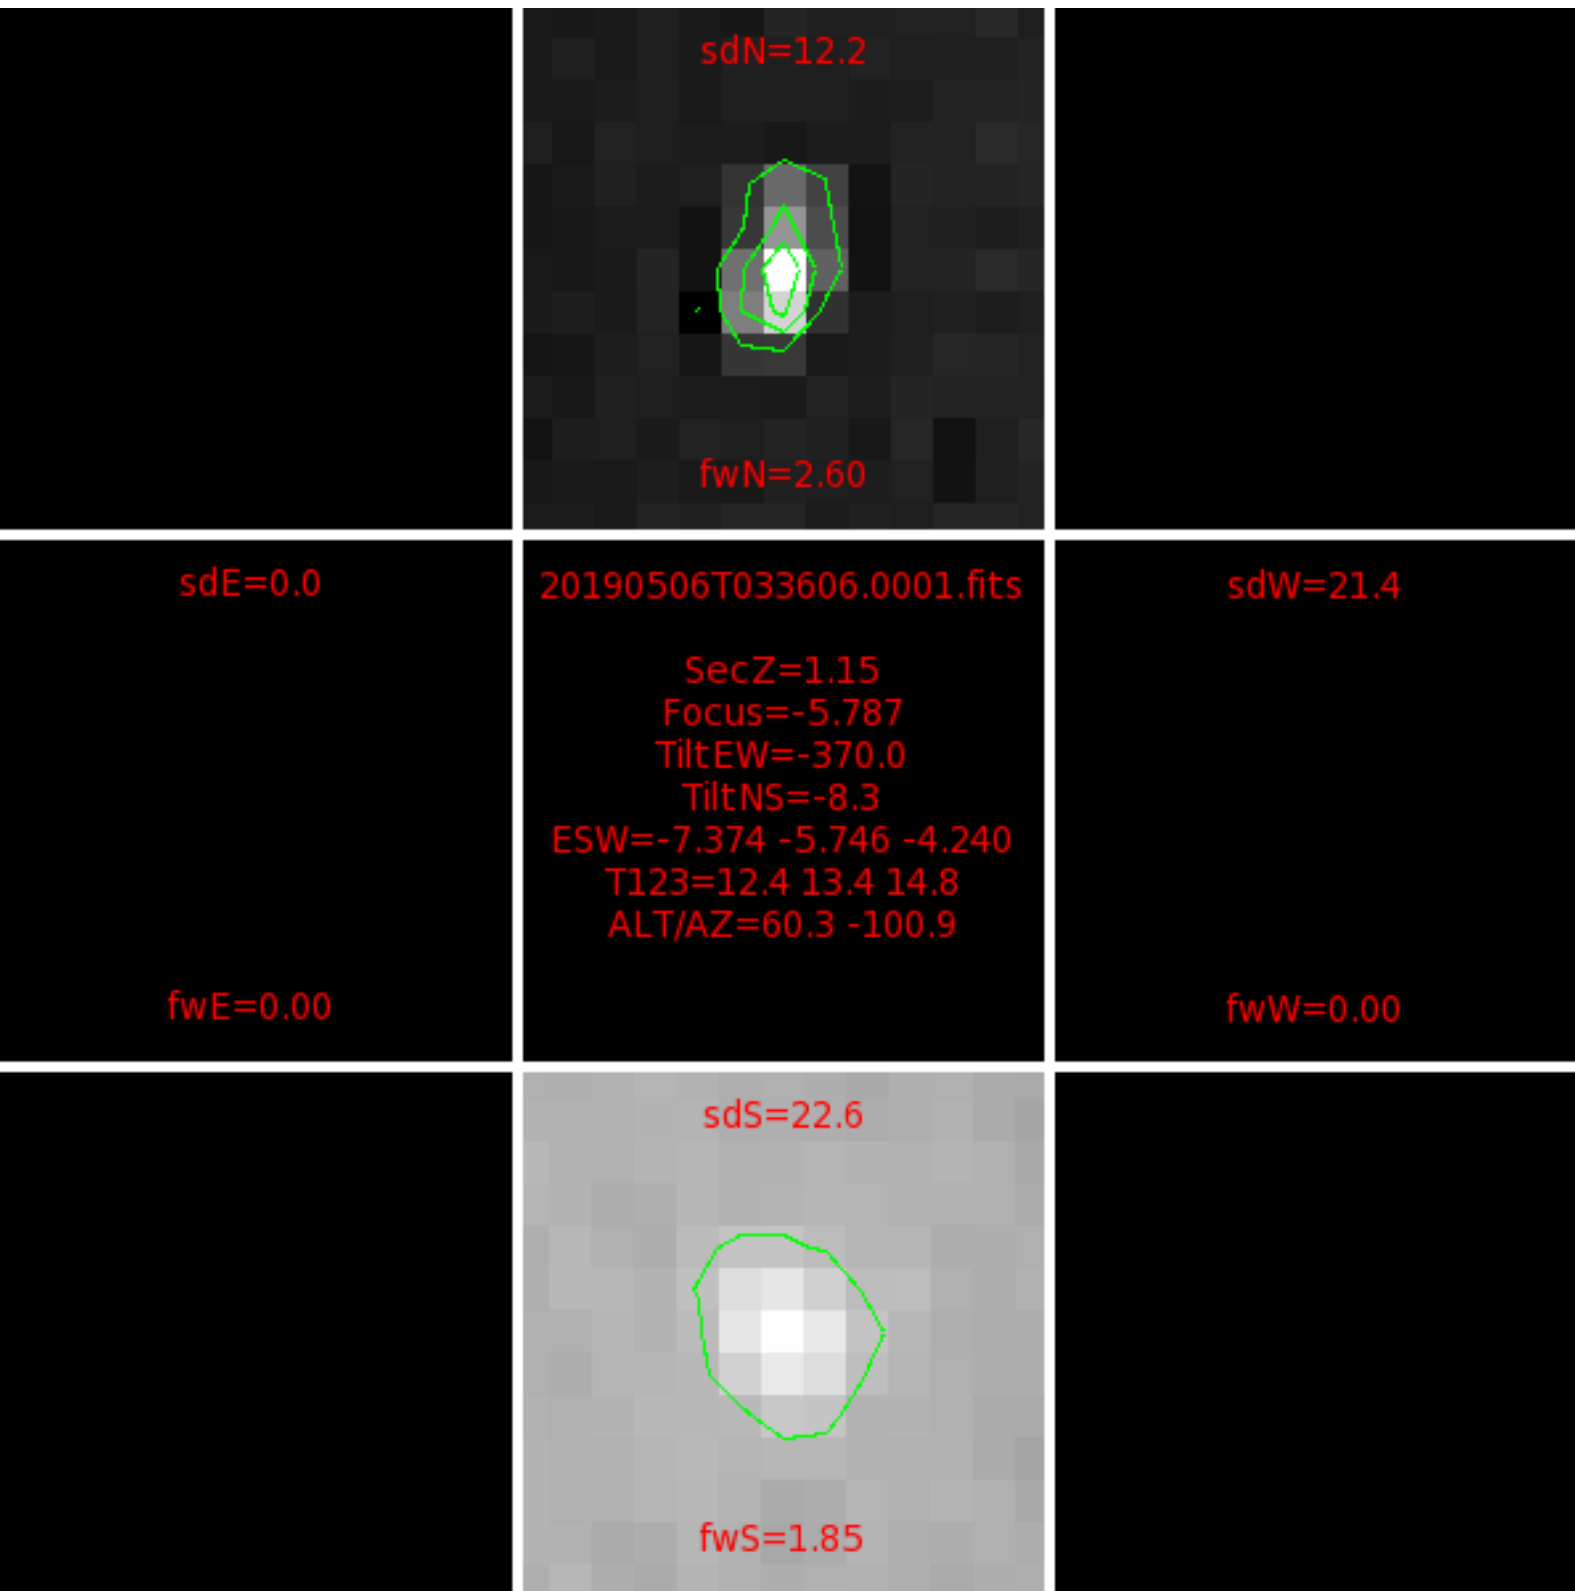 sdN=12.2
fwN=2.60
sdE=0.0
20190506T033606.0001.fits
sdW=21.4
SecZ=1.15
Focus=-5.787
TiltEW=-370.0
TiltNS=-8.3
ESW=-7.374 -5.746 -4.240
T123=12.4 13.4 14.8
ALT/AZ=60.3 -100.9
fwE=0.00
fwW=0.00
sdS=22.6
fwS=1.85